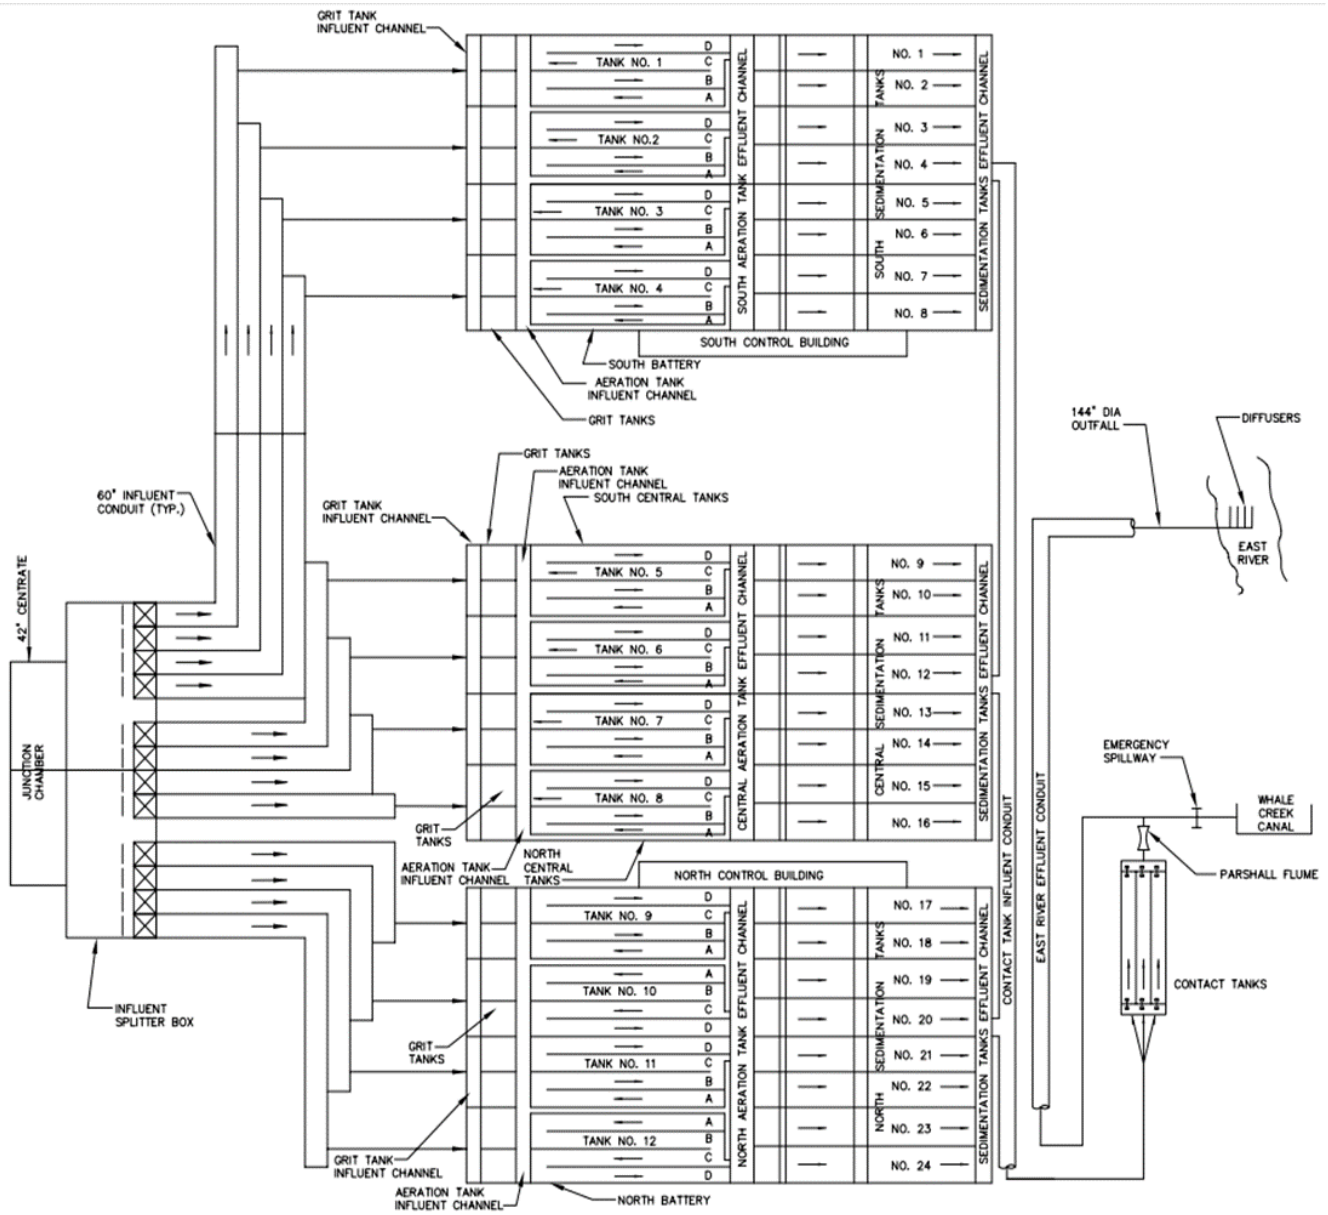 GRIT TANK
INFLUENT CHANNEL
D
TANK NO. 1
C
B
A
D
TANK NO.2
C
B
A
D
TANK NO. 3
C
B
A
D
TANK NO. 4
C
B
A
SOUTH AERATION TANK EFFLUENT CHANNEL
SOUTH SEDIMENTATION TANKS
NO. 1
NO. 2
NO. 3
NO. 4
NO. 5
NO. 6
NO. 7
NO. 8
SEDIMENTATION TANKS EFFLUENT CHANNEL
SOUTH CONTROL BUILDING
SOUTH BATTERY
AERATION TANK
INFLUENT CHANNEL
GRIT TANKS
60" INFLUENT
CONDUIT (TYP.)
42" CENTRATE
JUNCTION
CHAMBER
INFLUENT
SPLITTER BOX
GRIT TANKS
AERATION TANK
INFLUENT CHANNEL
SOUTH CENTRAL TANKS
GRIT TANK
INFLUENT CHANNEL
D
TANK NO. 5
C
B
A
D
TANK NO. 6
C
B
A
D
TANK NO. 7
C
B
A
D
TANK NO. 8
C
B
A
CENTRAL AERATION TANK EFFLUENT CHANNEL
CENTRAL SEDIMENTATION TANKS
NO. 9
NO. 10
NO. 11
NO. 12
NO. 13
NO. 14
NO. 15
NO. 16
SEDIMENTATION TANKS EFFLUENT CHANNEL
GRIT
TANKS
AERATION TANK
INFLUENT CHANNEL
NORTH
CENTRAL
TANKS
NORTH CONTROL BUILDING
D
TANK NO. 9
C
B
A
A
TANK NO. 10
B
C
D
D
TANK NO. 11
C
B
A
A
TANK NO. 12
B
C
D
NORTH AERATION TANK EFFLUENT CHANNEL
NORTH SEDIMENTATION TANKS
NO. 17
NO. 18
NO. 19
NO. 20
NO. 21
NO. 22
NO. 23
NO. 24
SEDIMENTATION TANKS EFFLUENT CHANNEL
GRIT
TANKS
GRIT TANK
INFLUENT CHANNEL
AERATION TANK
INFLUENT CHANNEL
NORTH BATTERY
CONTACT TANK INFLUENT CONDUIT
EAST RIVER EFFLUENT CONDUIT
144" DIA
OUTFALL
DIFFUSERS
EAST
RIVER
EMERGENCY
SPILLWAY
WHALE
CREEK
CANAL
PARSHALL FLUME
CONTACT TANKS